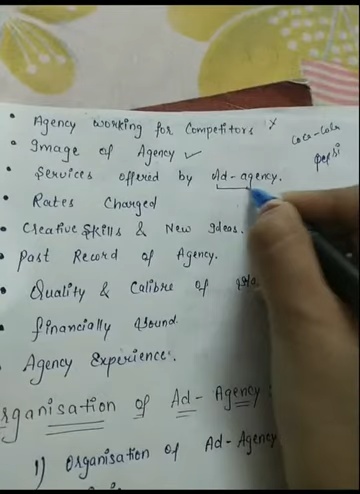 Agency working for Competitors ✗
Coca-Cola
Pepsi
Image of Agency ✓
Services offered by Ad-agency.
Rates Charged
Creative Skills & New Ideas.
Past Record of Agency.
Quality & Calibre of
financially sound
Agency Experience.
rganisation of Ad-Agency:
1) Organisation of Ad-Agency